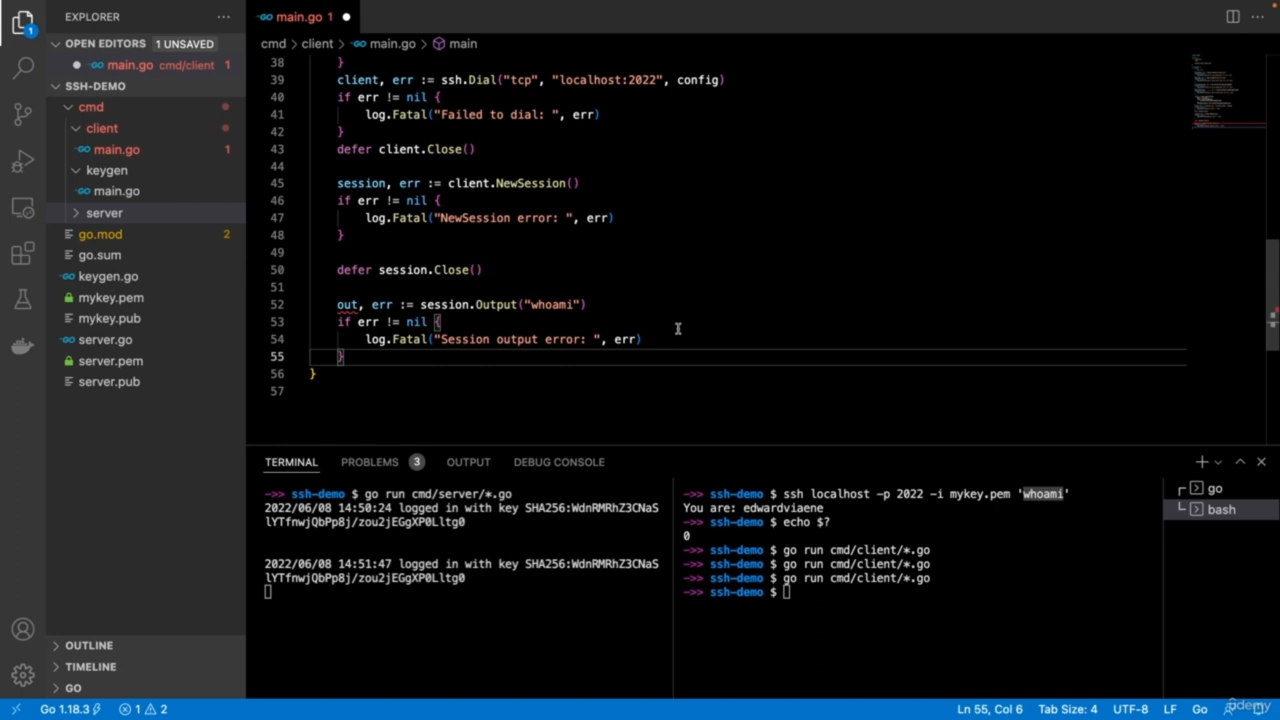 EXPLORER
OPEN EDITORS 1 UNSAVED
main.go cmd/client 1
SSH-DEMO
cmd
client
main.go 1
keygen
main.go
server
go.mod 2
go.sum
keygen.go
mykey.pem
mykey.pub
server.go
server.pem
server.pub
OUTLINE
TIMELINE
GO
1
main.go 1
cmd > client > main.go > main
38 }
39 client, err := ssh.Dial("tcp", "localhost:2022", config)
40 if err != nil {
41 log.Fatal("Failed to dial: ", err)
42 }
43 defer client.Close()
44
45 session, err := client.NewSession()
46 if err != nil {
47 log.Fatal("NewSession error: ", err)
48 }
49
50 defer session.Close()
51
52 out, err := session.Output("whoami")
53 if err != nil {
54 log.Fatal("Session output error: ", err)
55 }
56 }
57
TERMINAL PROBLEMS 3 OUTPUT DEBUG CONSOLE
->> ssh-demo $ go run cmd/server/*.go
2022/06/08 14:50:24 logged in with key SHA256:WdnRMRhZ3CNaS
lYTfnwjQbPp8j/zou2jEGgXP0Lltg0
2022/06/08 14:51:47 logged in with key SHA256:WdnRMRhZ3CNaS
lYTfnwjQbPp8j/zou2jEGgXP0Lltg0
->> ssh-demo $ ssh localhost -p 2022 -i mykey.pem 'whoami'
You are: edwardviaene
->> ssh-demo $ echo $?
0
->> ssh-demo $ go run cmd/client/*.go
->> ssh-demo $ go run cmd/client/*.go
->> ssh-demo $ go run cmd/client/*.go
->> ssh-demo $
go
bash
Go 1.18.3 1 2 Ln 55, Col 6 Tab Size: 4 UTF-8 LF Go
udemy